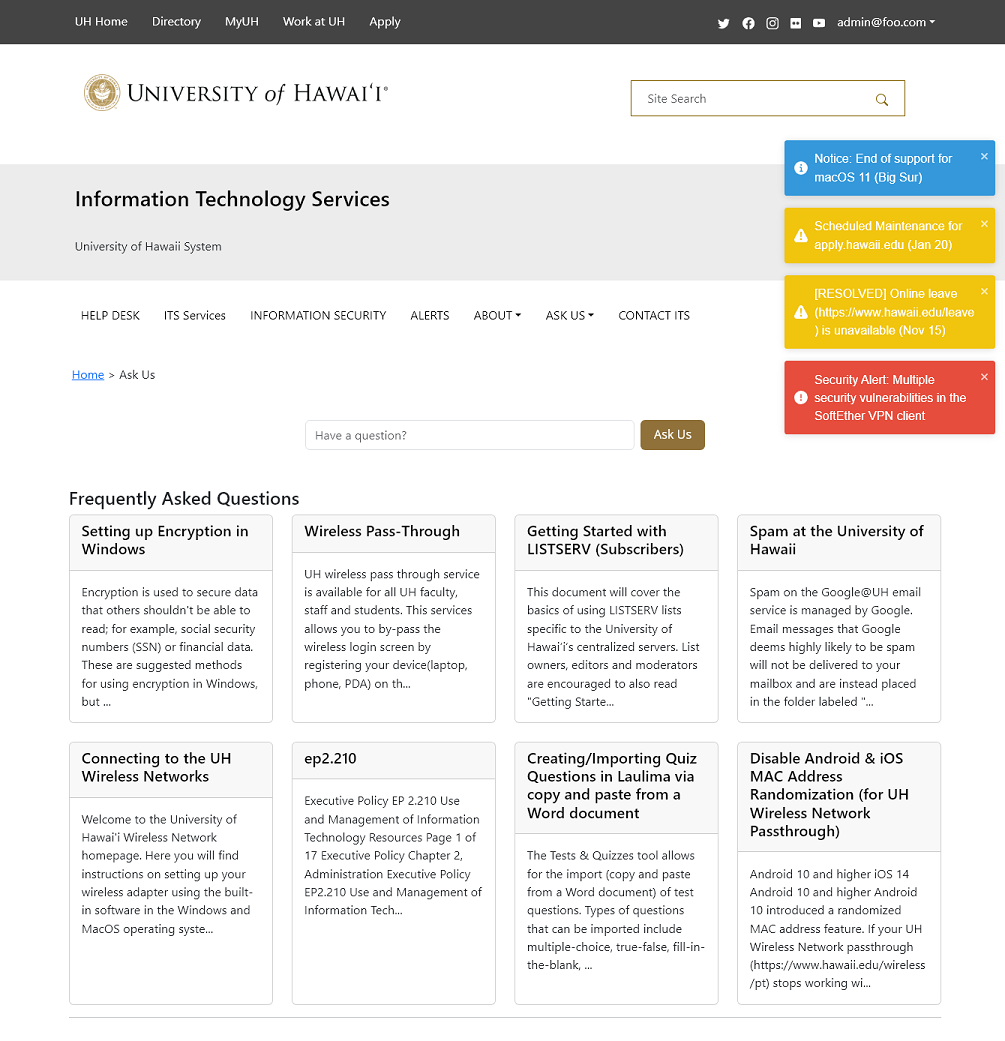 UH Home Directory MyUH Work at UH Apply admin@foo.com
UNIVERSITY of HAWAIʻI®
Site Search
Notice: End of support for
macOS 11 (Big Sur)
Scheduled Maintenance for
apply.hawaii.edu (Jan 20)
[RESOLVED] Online leave
(https://www.hawaii.edu/leave
) is unavailable (Nov 15)
Security Alert: Multiple
security vulnerabilities in the
SoftEther VPN client
Information Technology Services
University of Hawaii System
HELP DESK ITS Services INFORMATION SECURITY ALERTS ABOUT ASK US CONTACT ITS
Home > Ask Us
Have a question? Ask Us
Frequently Asked Questions
Setting up Encryption in
Windows
Encryption is used to secure data
that others shouldn't be able to
read; for example, social security
numbers (SSN) or financial data.
These are suggested methods
for using encryption in Windows,
but ...
Wireless Pass-Through
UH wireless pass through service
is available for all UH faculty,
staff and students. This services
allows you to by-pass the
wireless login screen by
registering your device(laptop,
phone, PDA) on th...
Getting Started with
LISTSERV (Subscribers)
This document will cover the
basics of using LISTSERV lists
specific to the University of
Hawai'i's centralized servers. List
owners, editors and moderators
are encouraged to also read
"Getting Starte...
Spam at the University of
Hawaii
Spam on the Google@UH email
service is managed by Google.
Email messages that Google
deems highly likely to be spam
will not be delivered to your
mailbox and are instead placed
in the folder labeled "...
Connecting to the UH
Wireless Networks
Welcome to the University of
Hawai'i Wireless Network
homepage. Here you will find
instructions on setting up your
wireless adapter using the built-
in software in the Windows and
MacOS operating syste...
ep2.210
Executive Policy EP 2.210 Use
and Management of Information
Technology Resources Page 1 of
17 Executive Policy Chapter 2,
Administration Executive Policy
EP2.210 Use and Management of
Information Tech...
Creating/Importing Quiz
Questions in Laulima via
copy and paste from a
Word document
The Tests & Quizzes tool allows
for the import (copy and paste
from a Word document) of test
questions. Types of questions
that can be imported include
multiple-choice, true-false, fill-in-
the-blank, ...
Disable Android & iOS
MAC Address
Randomization (for UH
Wireless Network
Passthrough)
Android 10 and higher iOS 14
Android 10 and higher Android
10 introduced a randomized
MAC address feature. If your UH
Wireless Network passthrough
(https://www.hawaii.edu/wireless
/pt) stops working wi...